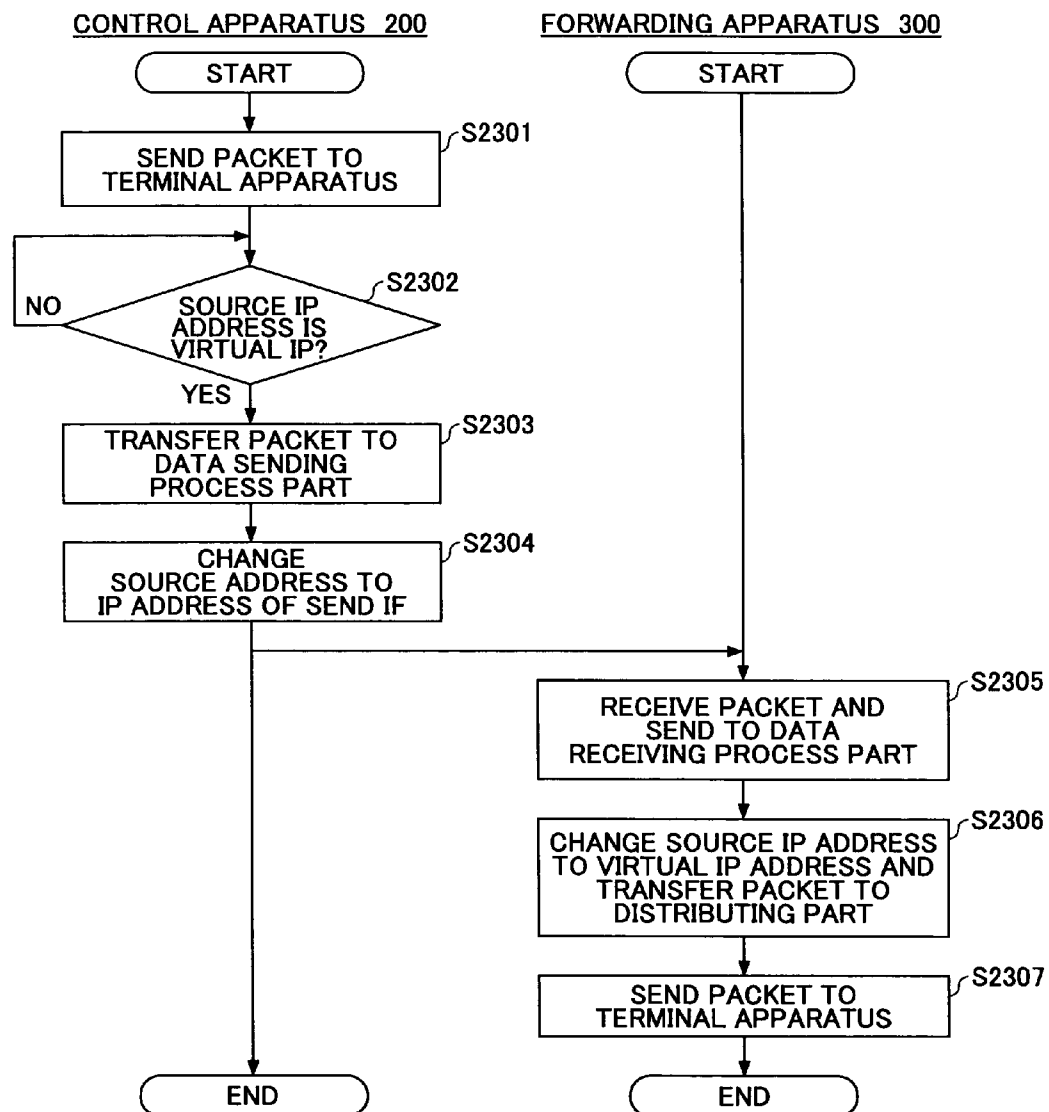 CONTROL APPARATUS 200
START
S2301
SEND PACKET TO
TERMINAL APPARATUS
S2302
NO
SOURCE IP
ADDRESS IS
VIRTUAL IP?
YES
S2303
TRANSFER PACKET TO
DATA SENDING
PROCESS PART
S2304
CHANGE
SOURCE ADDRESS TO
IP ADDRESS OF SEND IF
END
FORWARDING APPARATUS 300
START
S2305
RECEIVE PACKET AND
SEND TO DATA
RECEIVING PROCESS PART
S2306
CHANGE SOURCE IP ADDRESS
TO VIRTUAL IP ADDRESS AND
TRANSFER PACKET TO
DISTRIBUTING PART
S2307
SEND PACKET TO
TERMINAL APPARATUS
END